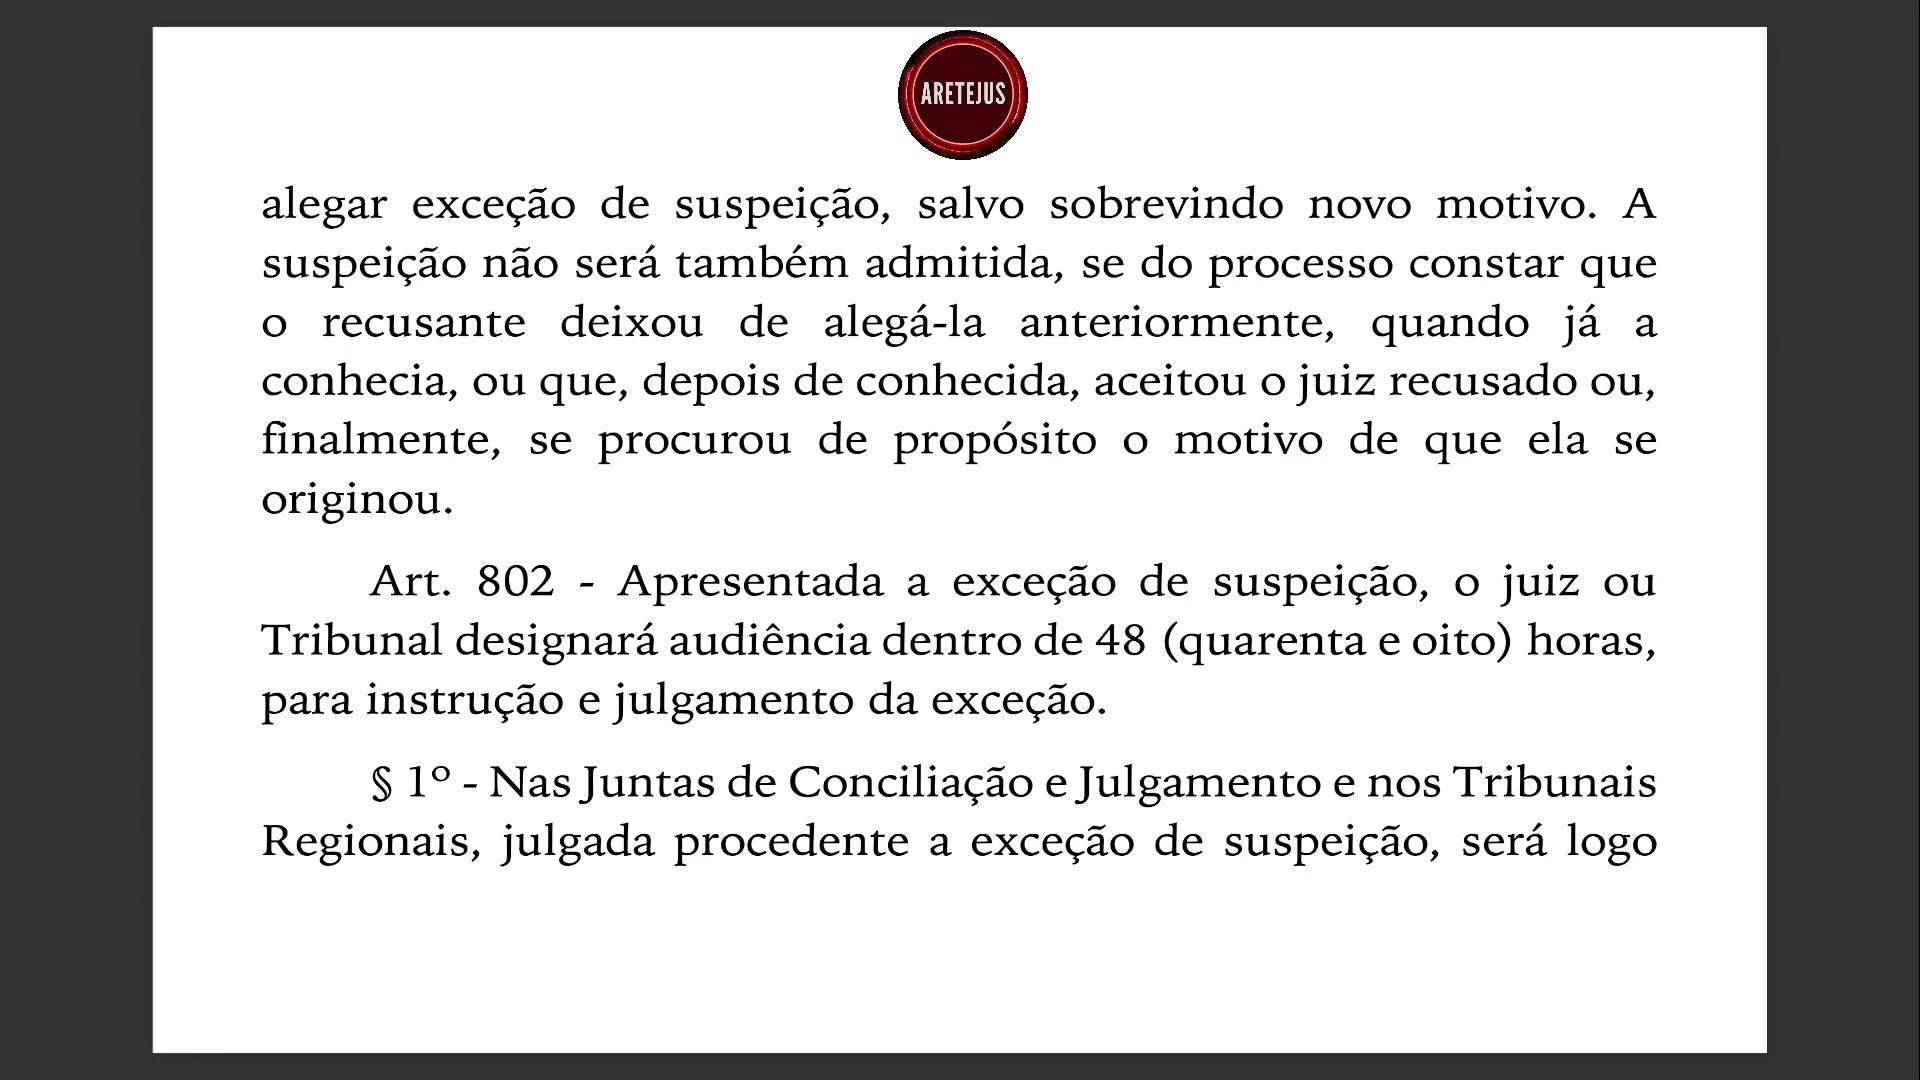 ARETEJUS
alegar exceção de suspeição, salvo sobrevindo novo motivo. A
suspeição não será também admitida, se do processo constar que
o recusante deixou de alegá-la anteriormente, quando já a
conhecia, ou que, depois de conhecida, aceitou o juiz recusado ou,
finalmente, se procurou de propósito o motivo de que ela se
originou.
Art. 802 - Apresentada a exceção de suspeição, o juiz ou
Tribunal designará audiência dentro de 48 (quarenta e oito) horas,
para instrução e julgamento da exceção.
§ 1º - Nas Juntas de Conciliação e Julgamento e nos Tribunais
Regionais, julgada procedente a exceção de suspeição, será logo